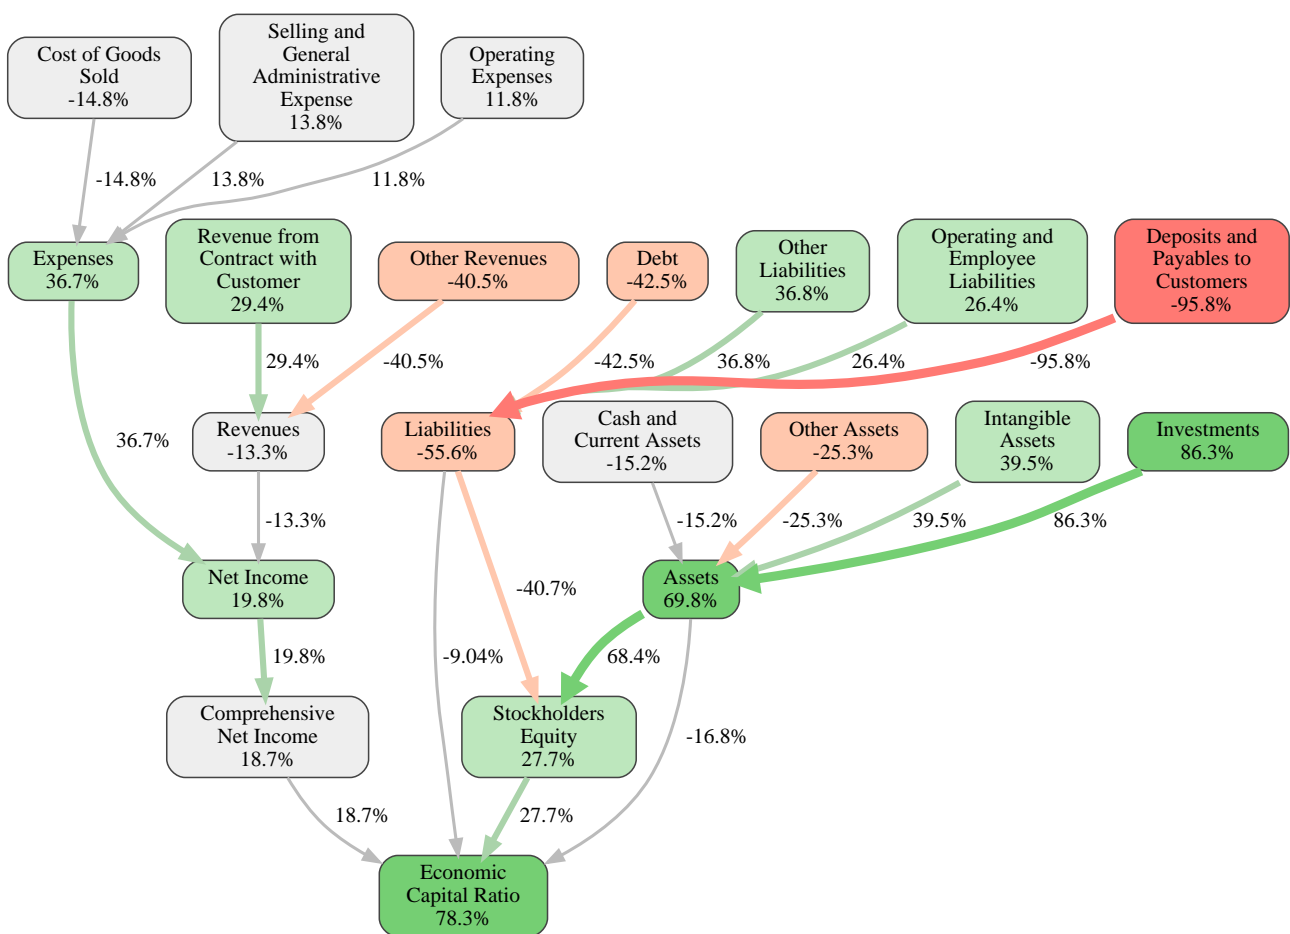 Cost of Goods
Sold
-14.8%
Selling and
General
Administrative
Expense
13.8%
Operating
Expenses
11.8%
-14.8%
13.8%
11.8%
Expenses
36.7%
Revenue from
Contract with
Customer
29.4%
Other Revenues
-40.5%
Debt
-42.5%
Other
Liabilities
36.8%
Operating and
Employee
Liabilities
26.4%
Deposits and
Payables to
Customers
-95.8%
29.4%
-40.5%
-42.5%
36.8%
26.4%
-95.8%
36.7%
Revenues
-13.3%
Liabilities
-55.6%
Cash and
Current Assets
-15.2%
Other Assets
-25.3%
Intangible
Assets
39.5%
Investments
86.3%
-13.3%
-15.2%
-25.3%
39.5%
86.3%
Net Income
19.8%
-40.7%
Assets
69.8%
19.8%
-9.04%
68.4%
Comprehensive
Net Income
18.7%
Stockholders
Equity
27.7%
-16.8%
18.7%
27.7%
Economic
Capital Ratio
78.3%